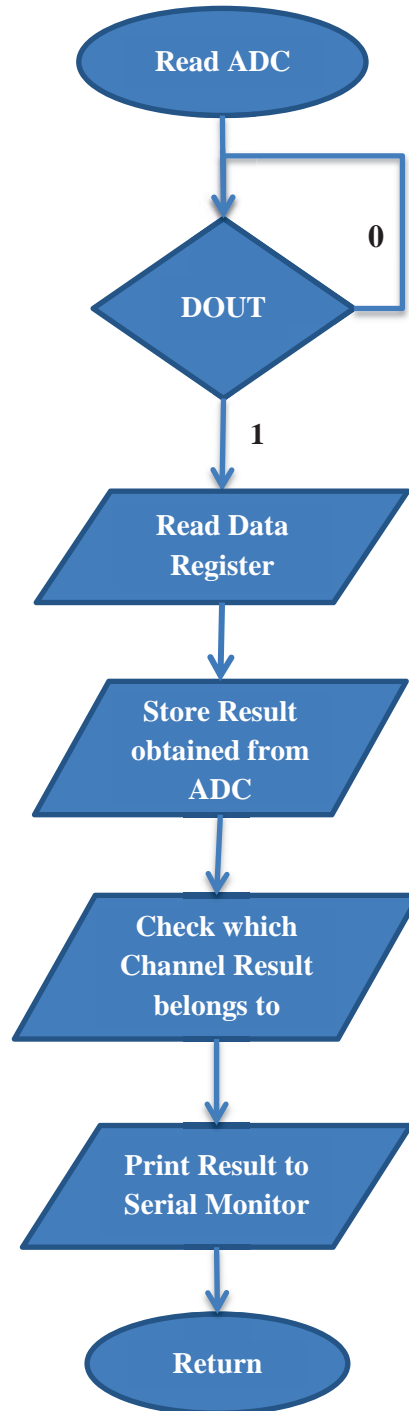 Read ADC
0
DOUT
1
Read Data
Register
Store Result
obtained from
ADC
Check which
Channel Result
belongs to
Print Result to
Serial Monitor
Return